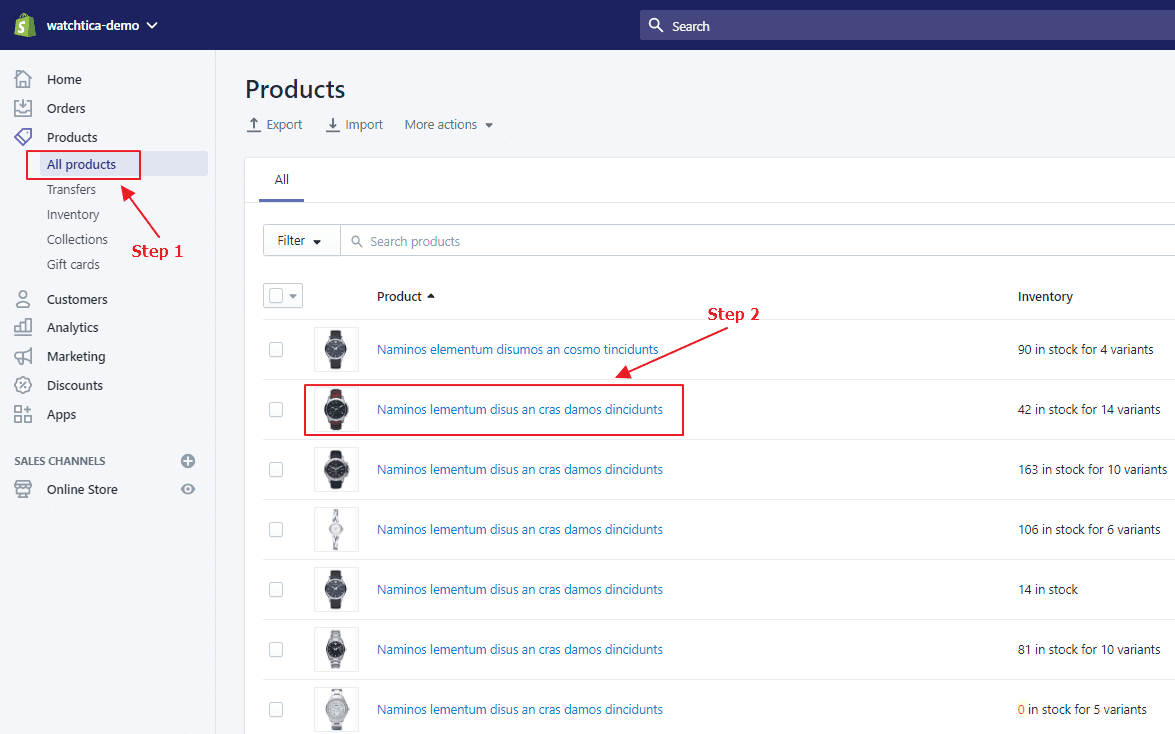 watchtica-demo
Search
Home
Orders
Products
All products
Transfers
Inventory
Collections
Gift cards
Step 1
Customers
Analytics
Marketing
Discounts
Apps
SALES CHANNELS
Online Store
Products
Export Import More actions
All
Filter Search products
Product Inventory
Step 2
Naminos elementum disumos an cosmo tincidunts 90 in stock for 4 variants
Naminos lementum disus an cras damos dincidunts 42 in stock for 14 variants
Naminos lementum disus an cras damos dincidunts 163 in stock for 10 variants
Naminos lementum disus an cras damos dincidunts 106 in stock for 6 variants
Naminos lementum disus an cras damos dincidunts 14 in stock
Naminos lementum disus an cras damos dincidunts 81 in stock for 10 variants
Naminos lementum disus an cras damos dincidunts 0 in stock for 5 variants